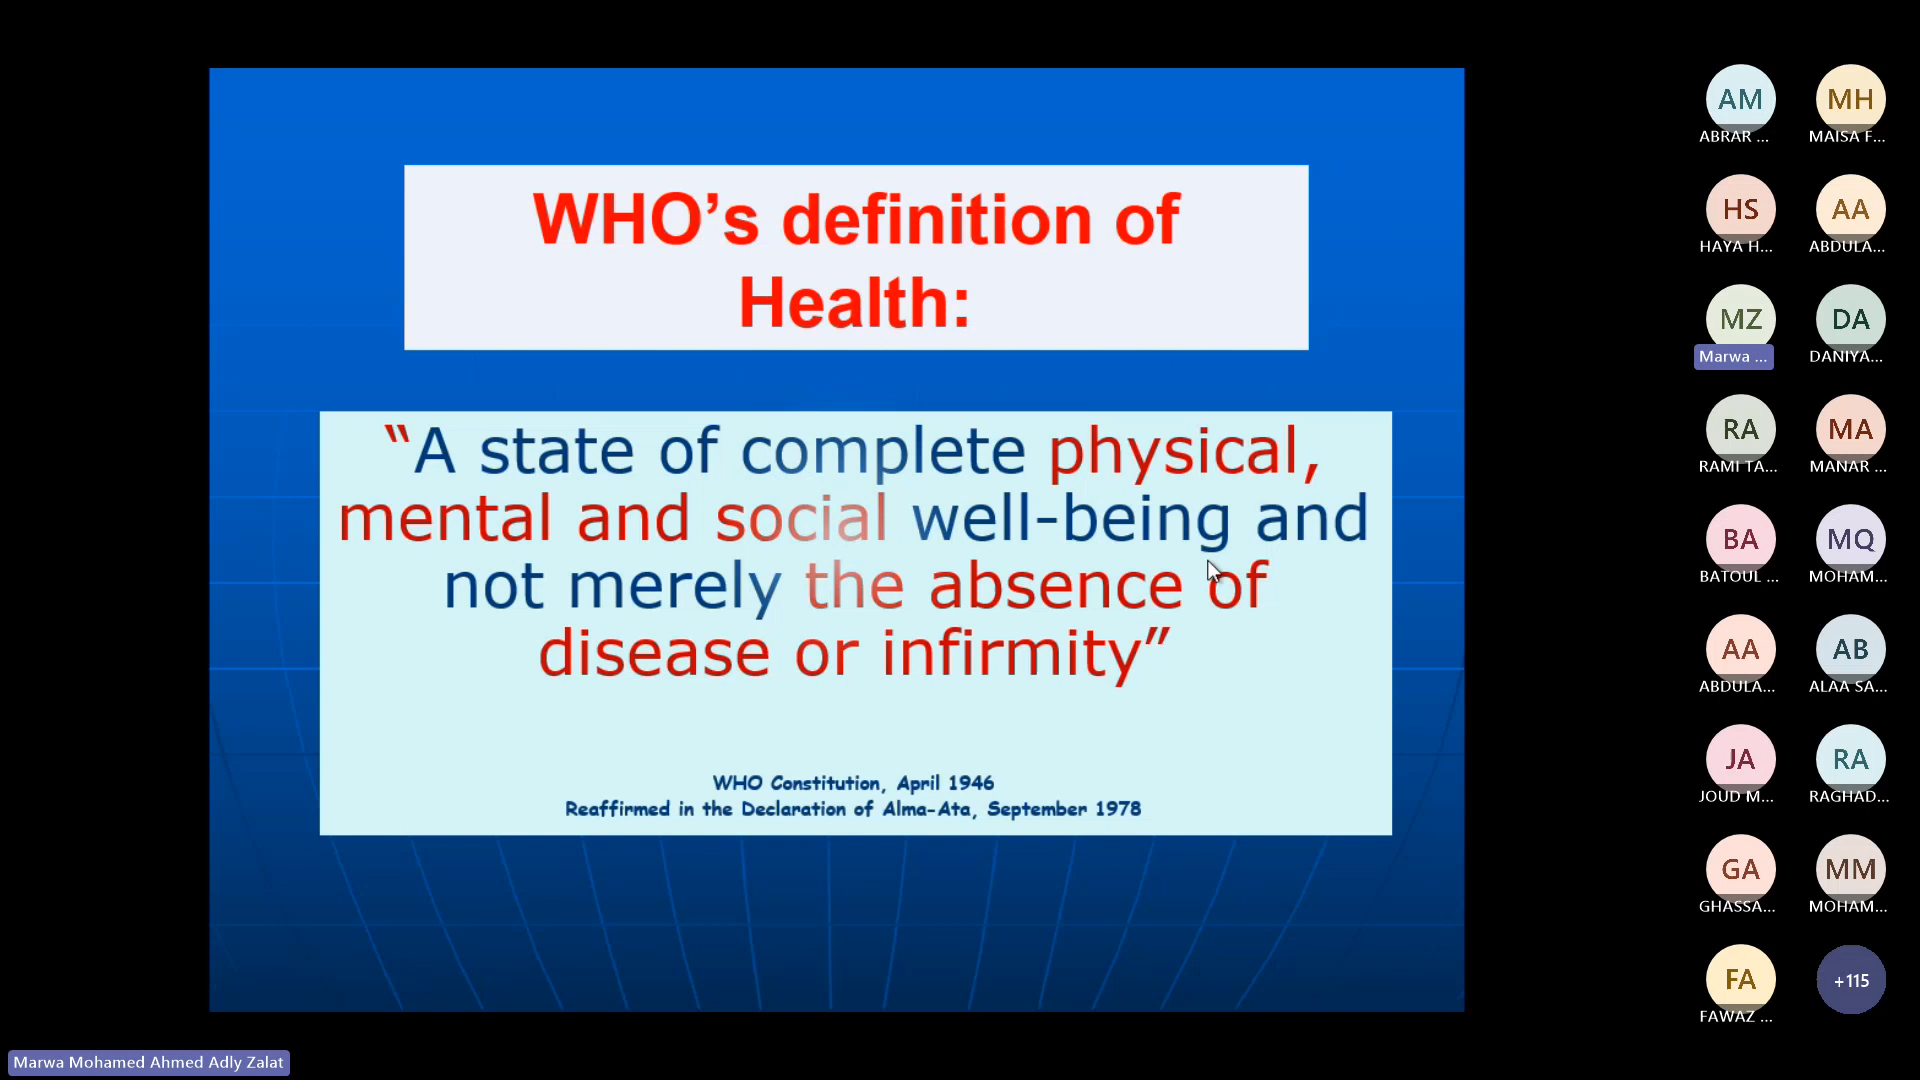 WHO’s definition of
Health:
“A state of complete physical,
mental and social well-being and
not merely the absence of
disease or infirmity”
WHO Constitution, April 1946
Reaffirmed in the Declaration of Alma-Ata, September 1978
AM
ABRAR ...
MH
MAISA F...
HS
HAYA H...
AA
ABDULA...
MZ
Marwa ...
DA
DANIYA...
RA
RAMI TA...
MA
MANAR ...
BA
BATOUL ...
MQ
MOHAM...
AA
ABDULA...
AB
ALAA SA...
JA
JOUD M...
RA
RAGHAD...
GA
GHASSA...
MM
MOHAM...
FA
FAWAZ ...
+115
Marwa Mohamed Ahmed Adly Zalat